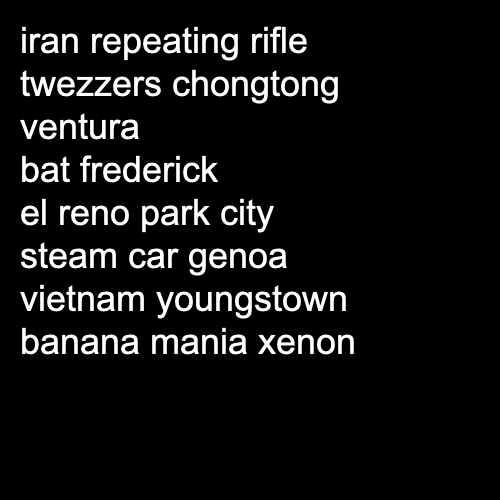 iran repeating rifle
twezzers chongtong
ventura
bat frederick
el reno park city
steam car genoa
vietnam youngstown
banana mania xenon